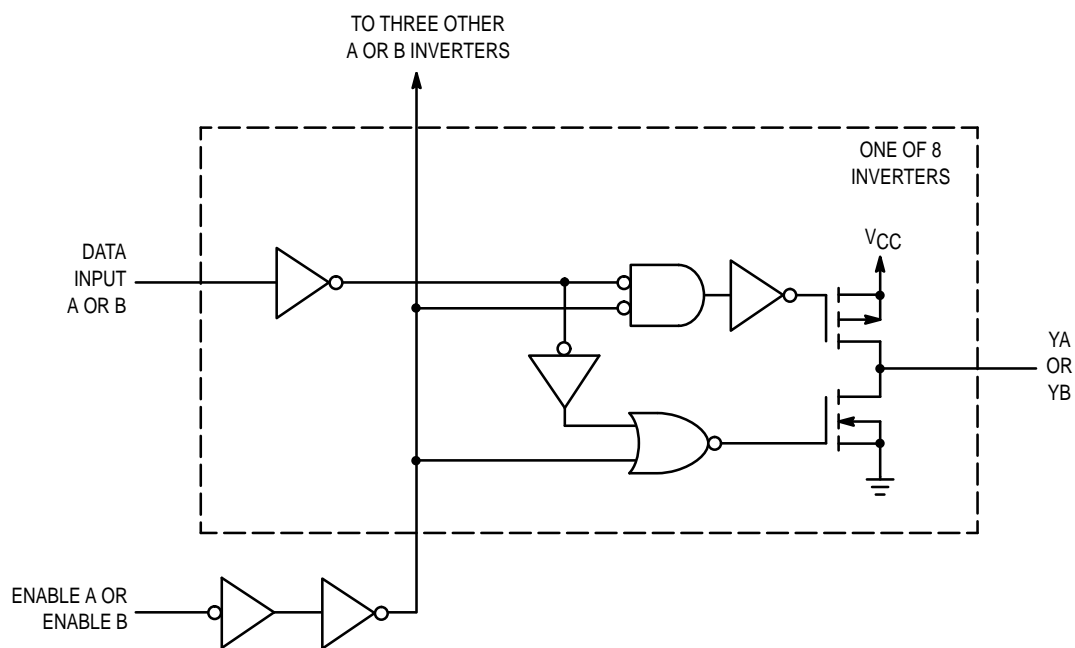 TO THREE OTHER
A OR B INVERTERS
ONE OF 8
INVERTERS
DATA
INPUT
A OR B
VCC
YA
OR
YB
ENABLE A OR
ENABLE B